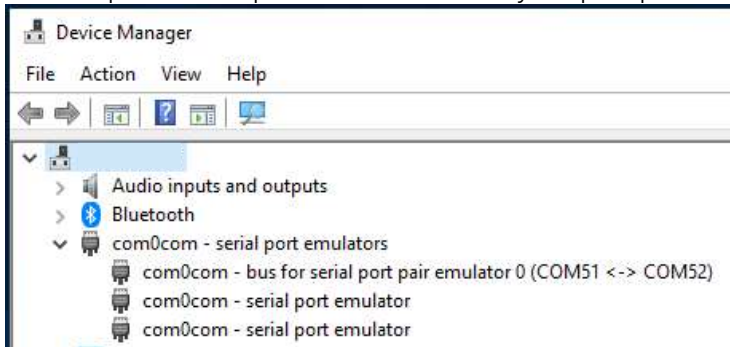 Device Manager
File Action View Help
Audio inputs and outputs
Bluetooth
com0com - serial port emulators
com0com - bus for serial port pair emulator 0 (COM51 <-> COM52)
com0com - serial port emulator
com0com - serial port emulator